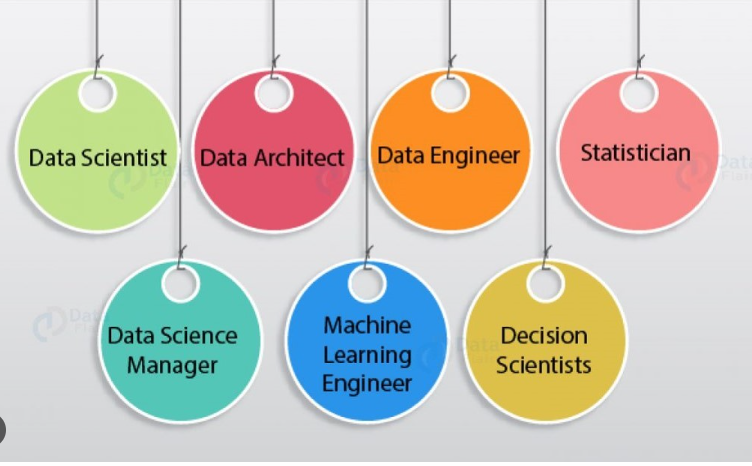 Data Scientist
Data Architect
Data Engineer
Statistician
Data Science
Manager
Machine
Learning
Engineer
Decision
Scientists